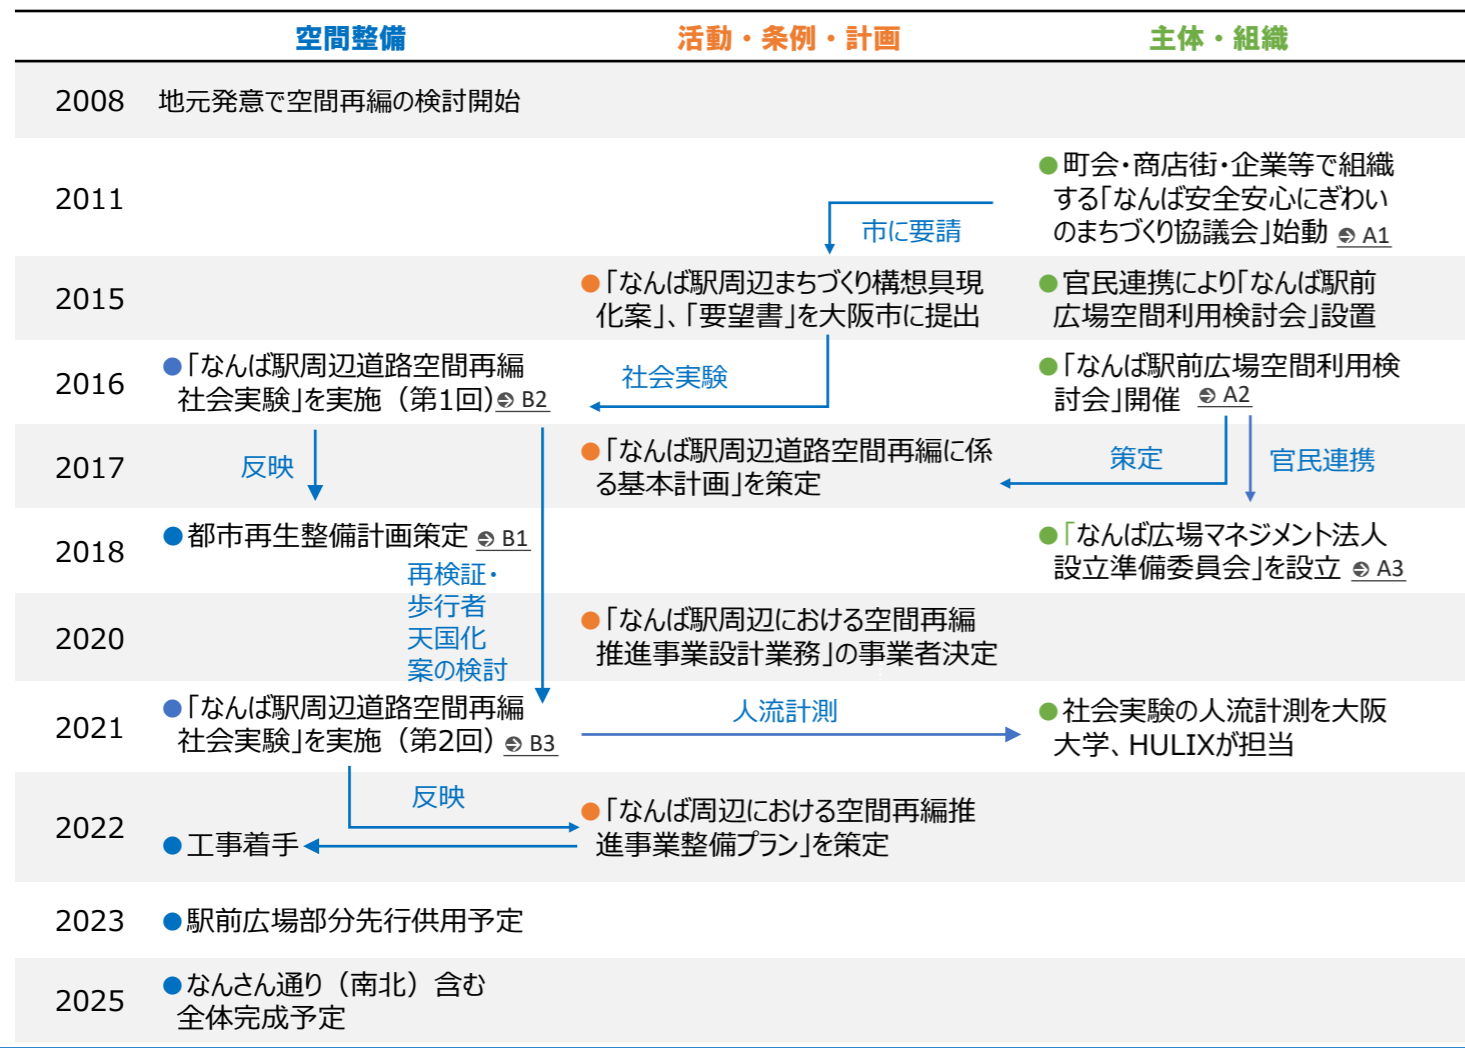 空間整備
活動・条例・計画
主体・組織
2008
地元発意で空間再編の検討開始
2011
●町会・商店街・企業等で組織
する「なんば安全安心にぎわい
のまちづくり協議会」始動 A1
市に要請
2015
●「なんば駅周辺まちづくり構想具現
化案」、「要望書」を大阪市に提出
●官民連携により「なんば駅前
広場空間利用検討会」設置
2016
●「なんば駅周辺道路空間再編
社会実験」を実施（第1回） B2
社会実験
●「なんば駅前広場空間利用検
討会」開催 A2
2017
反映
●「なんば駅周辺道路空間再編に係
る基本計画」を策定
策定
官民連携
2018
●都市再生整備計画策定 B1
●「なんば広場マネジメント法人
設立準備委員会」を設立 A3
再検証・
歩行者
天国化
案の検討
2020
●「なんば駅周辺における空間再編
推進事業設計業務」の事業者決定
2021
●「なんば駅周辺道路空間再編
社会実験」を実施（第2回） B3
人流計測
●社会実験の人流計測を大阪
大学、HULIXが担当
2022
反映
●「なんば周辺における空間再編推
進事業整備プラン」を策定
●工事着手
2023
●駅前広場部分先行供用予定
2025
●なんさん通り（南北）含む
全体完成予定